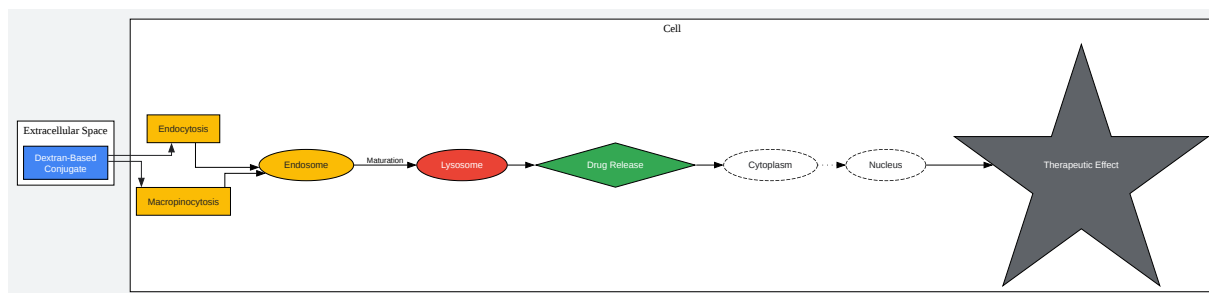 Cell
Extracellular Space
Dextran-Based
Conjugate
Endocytosis
Macropinocytosis
Endosome
Maturation
Lysosome
Drug Release
Cytoplasm
Nucleus
Therapeutic Effect